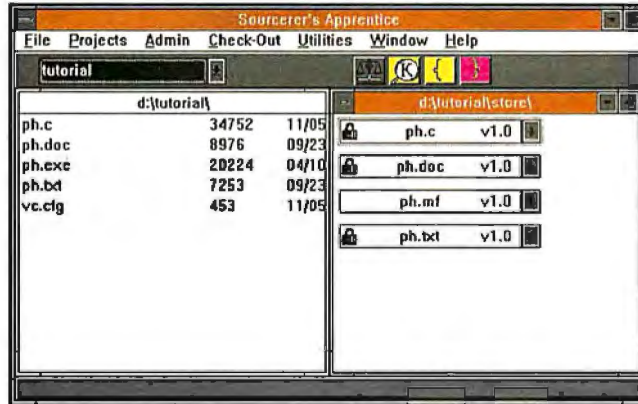 Sourcerer's Apprentice
File Projects Admin Check-Out Utilities Window Help
tutorial
K { }
d:\tutorial\
ph.c 34752 11/05
ph.doc 8976 09/23
ph.exe 20224 04/10
ph.txt 7253 09/23
vc.cfg 453 11/05
d:\tutorial\store\
ph.c v1.0
ph.doc v1.0
ph.mf v1.0
ph.txt v1.0